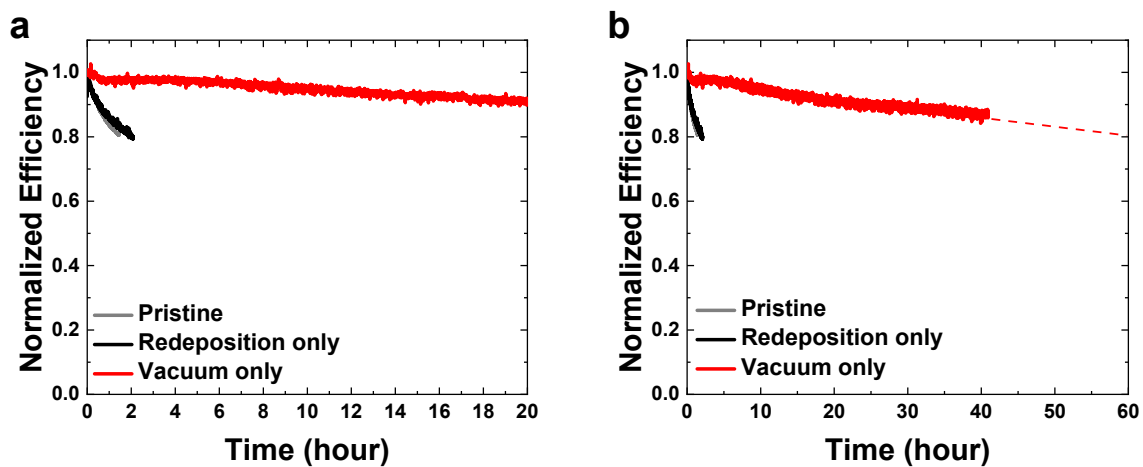 a
Normalized Efficiency
1.0
0.8
0.6
0.4
0.2
0.0
Pristine
Redeposition only
Vacuum only
0 2 4 6 8 10 12 14 16 18 20
Time (hour)
b
Normalized Efficiency
1.0
0.8
0.6
0.4
0.2
0.0
Pristine
Redeposition only
Vacuum only
0 10 20 30 40 50 60
Time (hour)